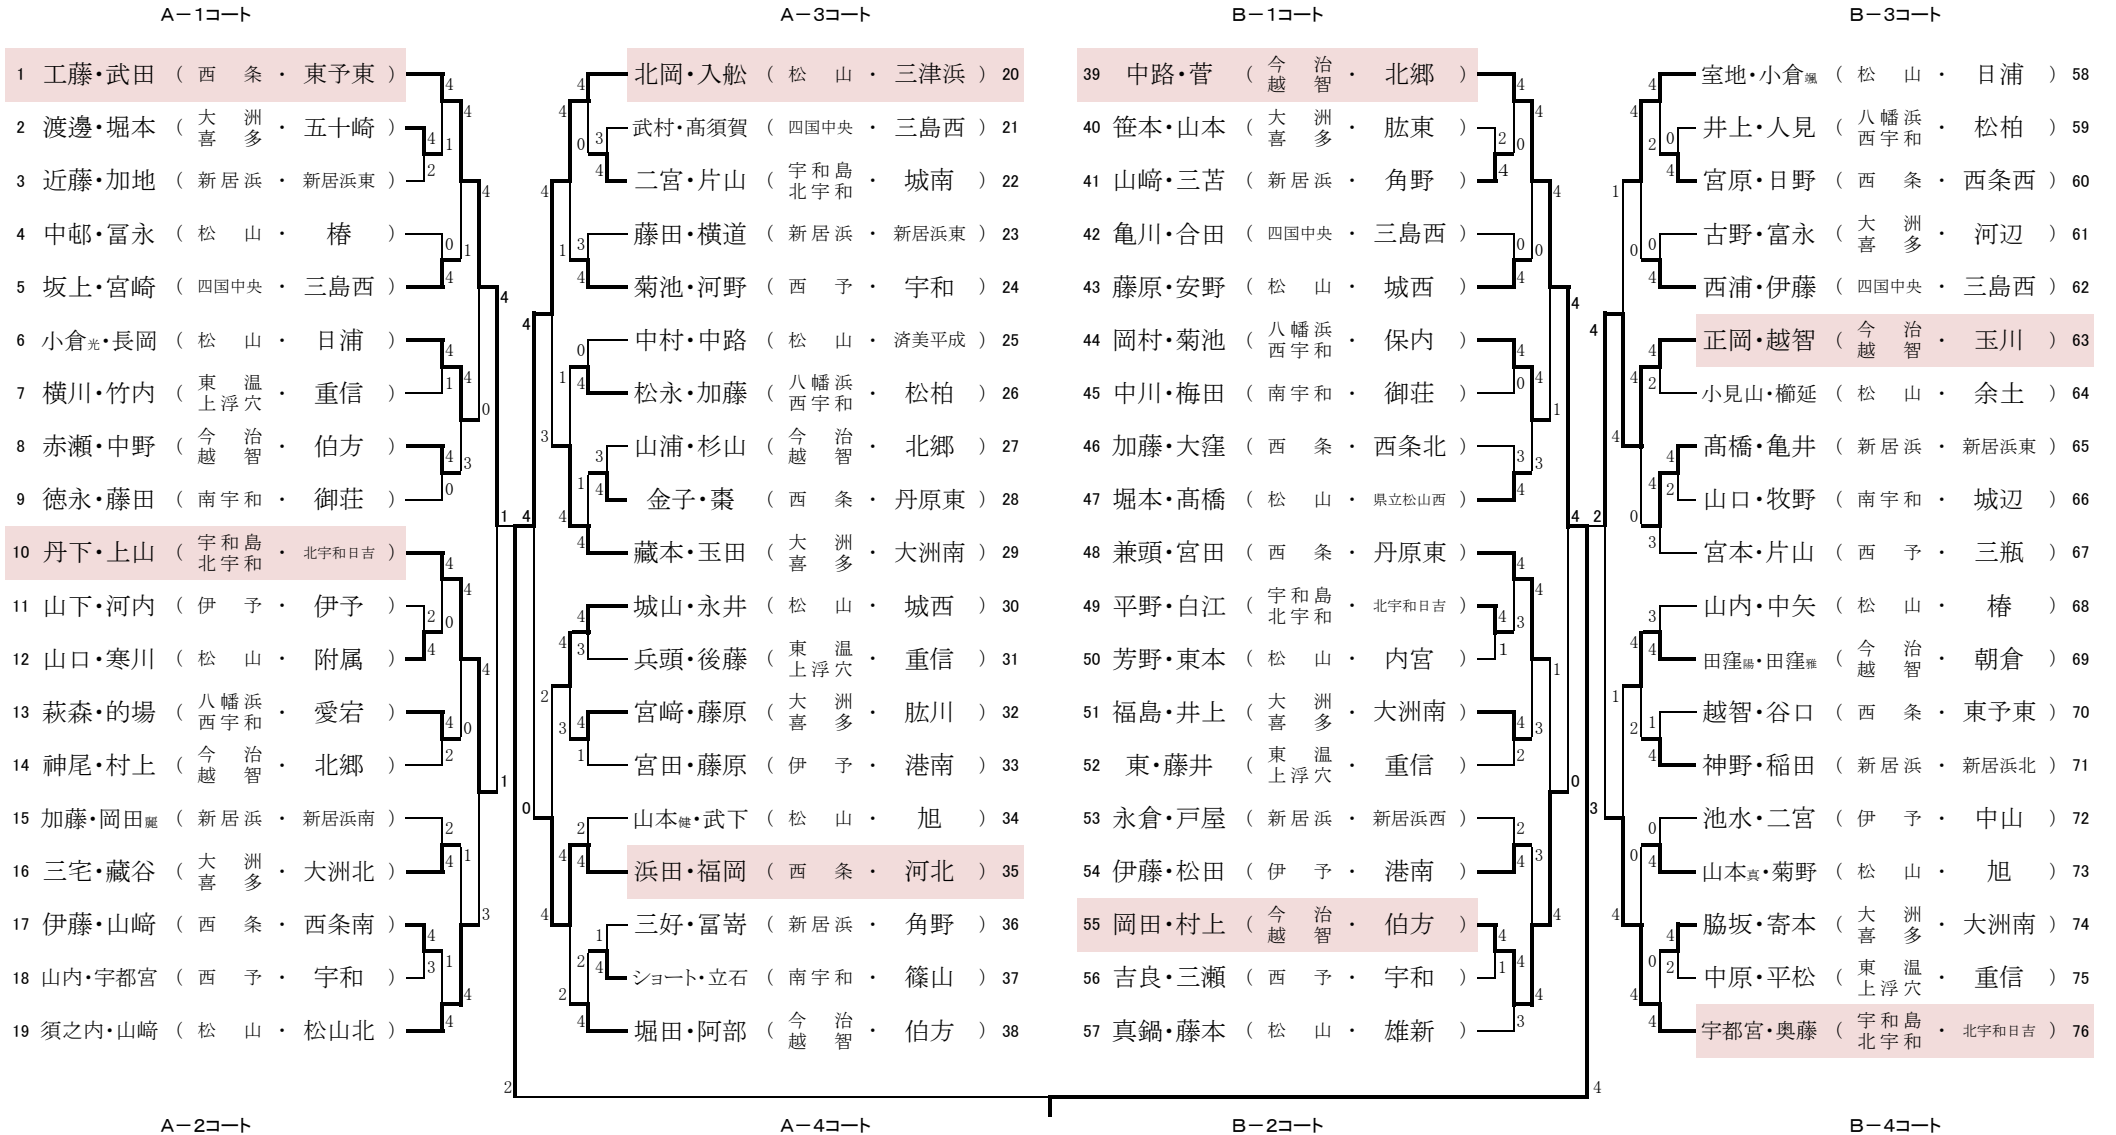 A－1コート
1 工藤・武田 （ 西条 ・ 東予東 ）
2 渡邊・堀本 （ 大洲喜多 ・ 五十崎 ）
3 近藤・加地 （ 新居浜 ・ 新居浜東 ）
4 中邨・冨永 （ 松山 ・ 椿 ）
5 坂上・宮崎 （ 四国中央 ・ 三島西 ）
6 小倉光・長岡 （ 松山 ・ 日浦 ）
7 横川・竹内 （ 東温上浮穴 ・ 重信 ）
8 赤瀬・中野 （ 今治越智 ・ 伯方 ）
9 徳永・藤田 （ 南宇和 ・ 御荘 ）
10 丹下・上山 （ 宇和島北宇和 ・ 北宇和日吉 ）
11 山下・河内 （ 伊予 ・ 伊予 ）
12 山口・寒川 （ 松山 ・ 附属 ）
13 萩森・的場 （ 八幡浜西宇和 ・ 愛宕 ）
14 神尾・村上 （ 今治越智 ・ 北郷 ）
15 加藤・岡田麗 （ 新居浜 ・ 新居浜南 ）
16 三宅・藏谷 （ 大洲喜多 ・ 大洲北 ）
17 伊藤・山﨑 （ 西条 ・ 西条南 ）
18 山内・宇都宮 （ 西予 ・ 宇和 ）
19 須之内・山﨑 （ 松山 ・ 松山北 ）
A－2コート
A－3コート
北岡・入舩 （ 松山 ・ 三津浜 ） 20
武村・髙須賀 （ 四国中央 ・ 三島西 ） 21
二宮・片山 （ 宇和島北宇和 ・ 城南 ） 22
藤田・横道 （ 新居浜 ・ 新居浜東 ） 23
菊池・河野 （ 西予 ・ 宇和 ） 24
中村・中路 （ 松山 ・ 済美平成 ） 25
松永・加藤 （ 八幡浜西宇和 ・ 松柏 ） 26
山浦・杉山 （ 今治越智 ・ 北郷 ） 27
金子・棗 （ 西条 ・ 丹原東 ） 28
藏本・玉田 （ 大洲喜多 ・ 大洲南 ） 29
城山・永井 （ 松山 ・ 城西 ） 30
兵頭・後藤 （ 東温上浮穴 ・ 重信 ） 31
宮﨑・藤原 （ 大洲喜多 ・ 肱川 ） 32
宮田・藤原 （ 伊予 ・ 港南 ） 33
山本健・武下 （ 松山 ・ 旭 ） 34
浜田・福岡 （ 西条 ・ 河北 ） 35
三好・冨嵜 （ 新居浜 ・ 角野 ） 36
ショート・立石 （ 南宇和 ・ 篠山 ） 37
堀田・阿部 （ 今治越智 ・ 伯方 ） 38
A－4コート
B－1コート
39 中路・菅 （ 今治越智 ・ 北郷 ）
40 笹本・山本 （ 大洲喜多 ・ 肱東 ）
41 山﨑・三苫 （ 新居浜 ・ 角野 ）
42 亀川・合田 （ 四国中央 ・ 三島西 ）
43 藤原・安野 （ 松山 ・ 城西 ）
44 岡村・菊池 （ 八幡浜西宇和 ・ 保内 ）
45 中川・梅田 （ 南宇和 ・ 御荘 ）
46 加藤・大窪 （ 西条 ・ 西条北 ）
47 堀本・髙橋 （ 松山 ・ 県立松山西 ）
48 兼頭・宮田 （ 西条 ・ 丹原東 ）
49 平野・白江 （ 宇和島北宇和 ・ 北宇和日吉 ）
50 芳野・東本 （ 松山 ・ 内宮 ）
51 福島・井上 （ 大洲喜多 ・ 大洲南 ）
52 東・藤井 （ 東温上浮穴 ・ 重信 ）
53 永倉・戸屋 （ 新居浜 ・ 新居浜西 ）
54 伊藤・松田 （ 伊予 ・ 港南 ）
55 岡田・村上 （ 今治越智 ・ 伯方 ）
56 吉良・三瀬 （ 西予 ・ 宇和 ）
57 真鍋・藤本 （ 松山 ・ 雄新 ）
B－2コート
B－3コート
室地・小倉颯 （ 松山 ・ 日浦 ） 58
井上・人見 （ 八幡浜西宇和 ・ 松柏 ） 59
宮原・日野 （ 西条 ・ 西条西 ） 60
古野・富永 （ 大洲喜多 ・ 河辺 ） 61
西浦・伊藤 （ 四国中央 ・ 三島西 ） 62
正岡・越智 （ 今治越智 ・ 玉川 ） 63
小見山・櫛延 （ 松山 ・ 余土 ） 64
髙橋・亀井 （ 新居浜 ・ 新居浜東 ） 65
山口・牧野 （ 南宇和 ・ 城辺 ） 66
宮本・片山 （ 西予 ・ 三瓶 ） 67
山内・中矢 （ 松山 ・ 椿 ） 68
田窪陽・田窪雅 （ 今治越智 ・ 朝倉 ） 69
越智・谷口 （ 西条 ・ 東予東 ） 70
神野・稲田 （ 新居浜 ・ 新居浜北 ） 71
池水・二宮 （ 伊予 ・ 中山 ） 72
山本真・菊野 （ 松山 ・ 旭 ） 73
脇坂・寄本 （ 大洲喜多 ・ 大洲南 ） 74
中原・平松 （ 東温上浮穴 ・ 重信 ） 75
宇都宮・奥藤 （ 宇和島北宇和 ・ 北宇和日吉 ） 76
B－4コート